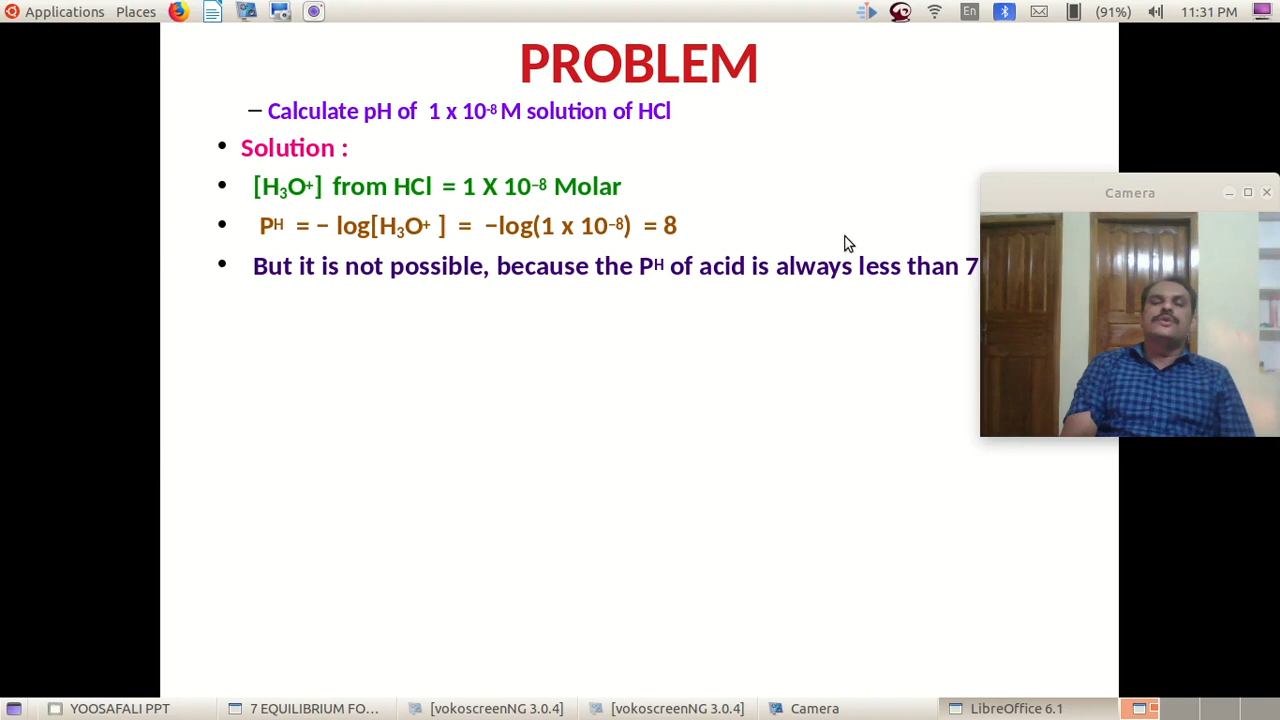 Applications Places En (91%) 11:31 PM
PROBLEM
– Calculate pH of 1 x 10⁻⁸ M solution of HCl
• Solution :
• [H₃O⁺] from HCl = 1 X 10⁻⁸ Molar
• Pᴴ = − log[H₃O⁺ ] = −log(1 x 10⁻⁸) = 8
• But it is not possible, because the Pᴴ of acid is always less than 7
Camera
YOOSAFALI PPT 7 EQUILIBRIUM FO... [vokoscreenNG 3.0.4] [vokoscreenNG 3.0.4] Camera LibreOffice 6.1